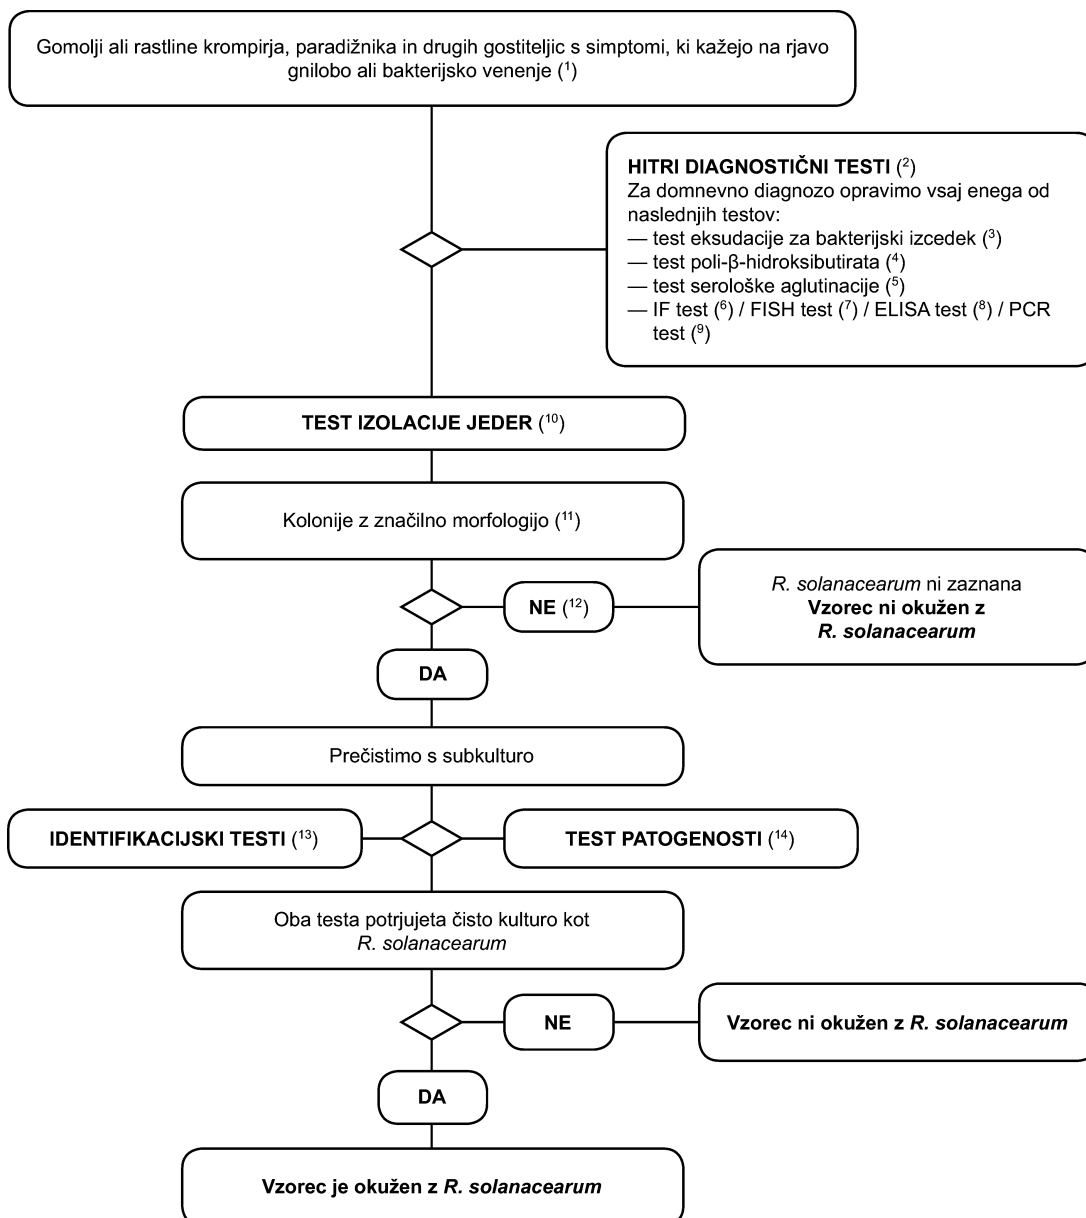 Gomolji ali rastline krompirja, paradižnika in drugih gostiteljic s simptomi, ki kažejo na rjavo
gnilobo ali bakterijsko venenje (¹)
HITRI DIAGNOSTIČNI TESTI (²)
Za domnevno diagnozo opravimo vsaj enega od
naslednjih testov:
— test eksudacije za bakterijski izcedek (³)
— test poli-β-hidroksibutirata (⁴)
— test serološke aglutinacije (⁵)
— IF test (⁶) / FISH test (⁷) / ELISA test (⁸) / PCR
test (⁹)
TEST IZOLACIJE JEDER (¹⁰)
Kolonije z značilno morfologijo (¹¹)
NE (¹²)
R. solanacearum ni zaznana
Vzorec ni okužen z
R. solanacearum
DA
Prečistimo s subkulturo
IDENTIFIKACIJSKI TESTI (¹³)
TEST PATOGENOSTI (¹⁴)
Oba testa potrjujeta čisto kulturo kot
R. solanacearum
NE
Vzorec ni okužen z R. solanacearum
DA
Vzorec je okužen z R. solanacearum